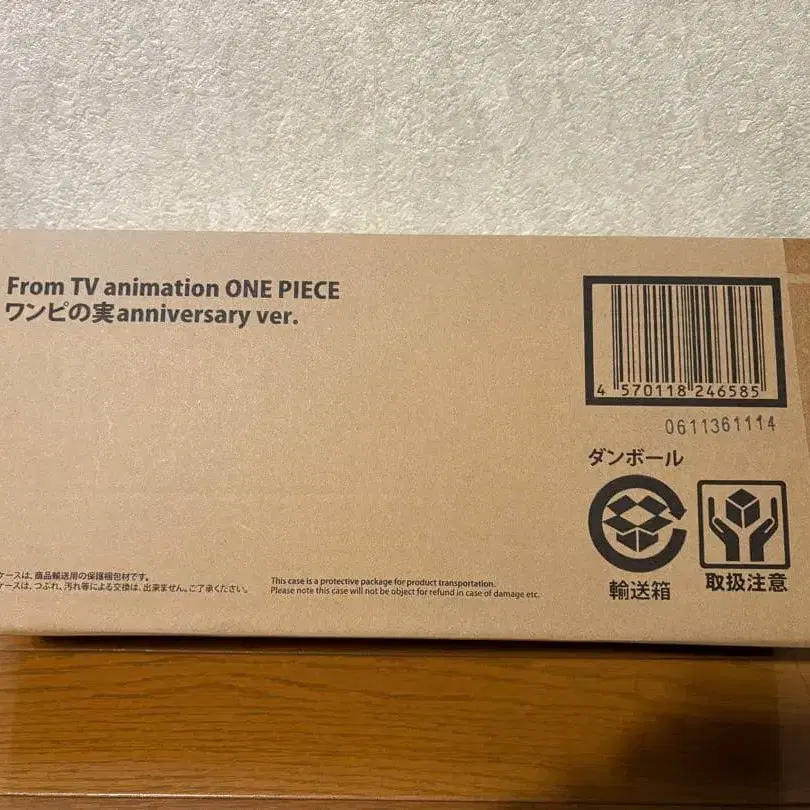 From TV animation ONE PIECE
ワンピの実anniversary ver.
4 570118 246585
0611361114
ダンボール
輸送箱
取扱注意
ケースは、商品輸送用の保護梱包材です。
ケースは、つぶれ、汚れ等による交換は、出来ません。ご了承ください。
This case is a protective package for product transportation.
Please note this case will not be object for refund in case of damage etc.